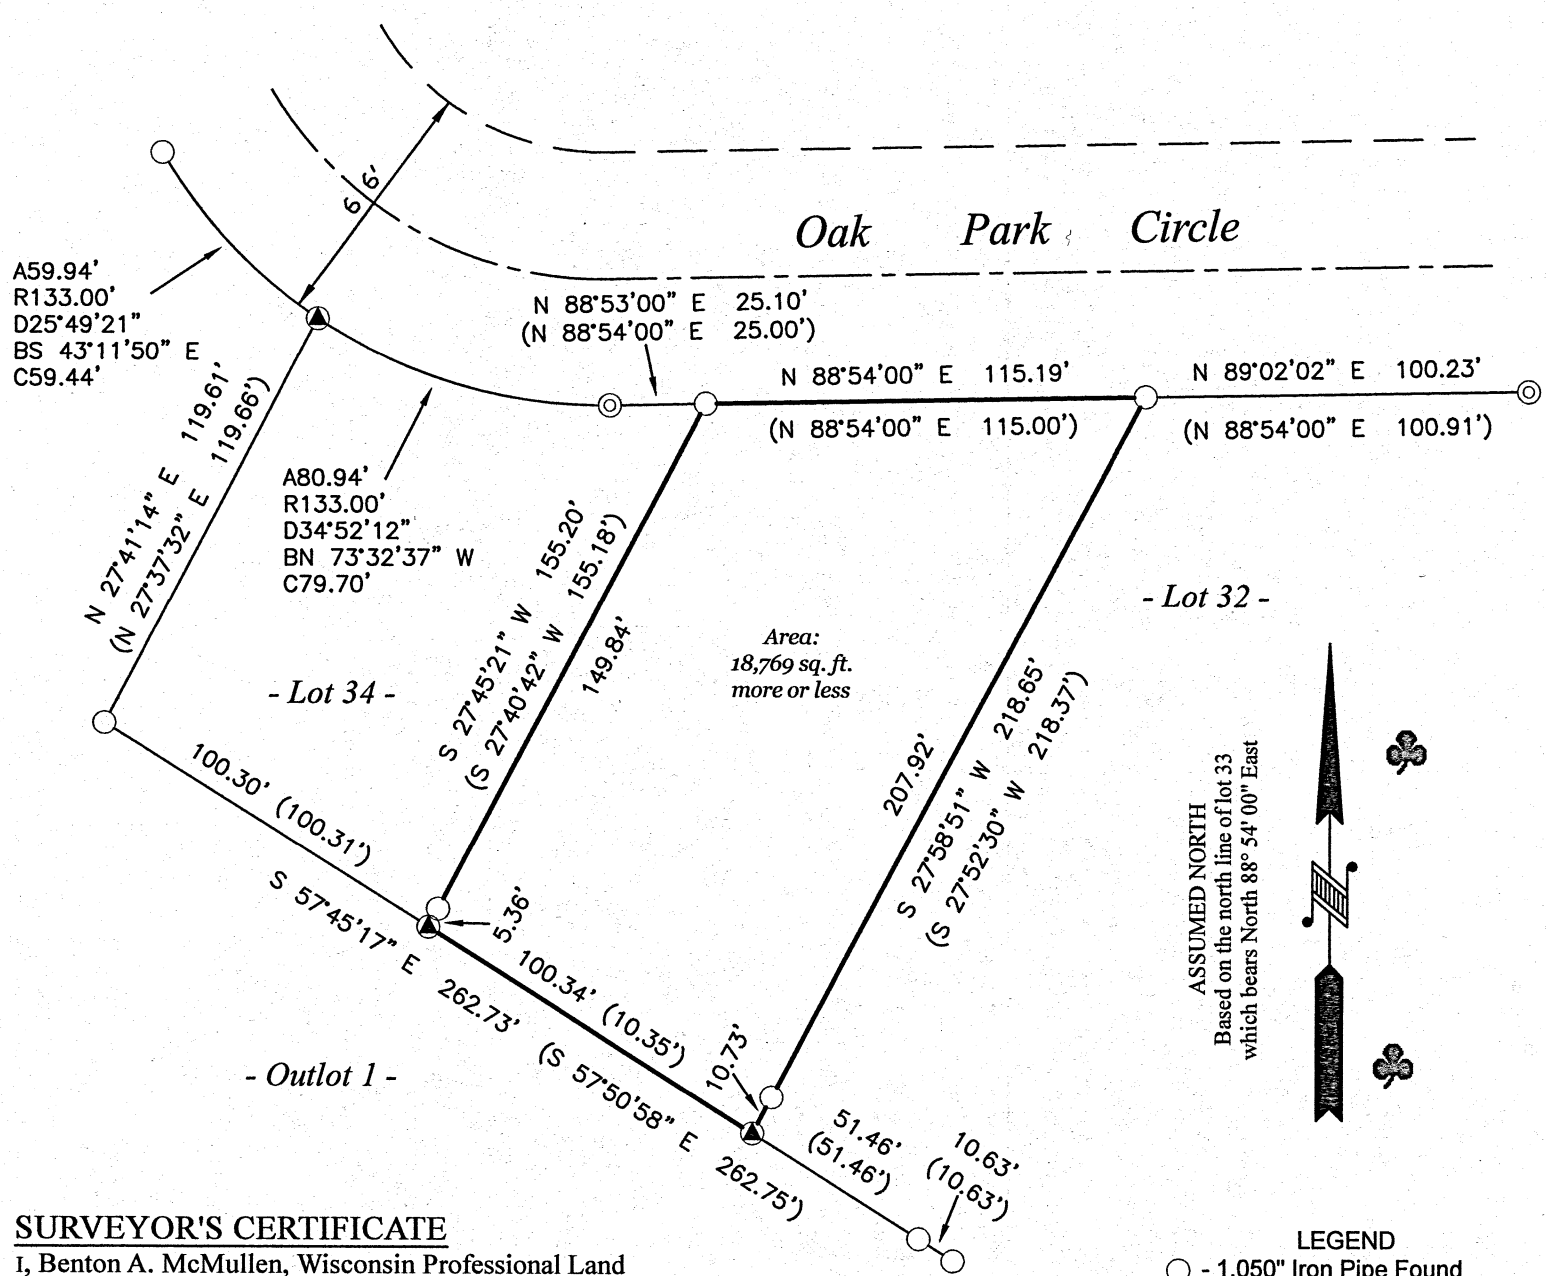 6 6'
Oak Park Circle
A59.94'
R133.00'
D25°49'21"
BS 43°11'50" E
C59.44'
N 88°53'00" E 25.10'
(N 88°54'00" E 25.00')
N 88°54'00" E 115.19'
(N 88°54'00" E 115.00')
N 89°02'02" E 100.23'
(N 88°54'00" E 100.91')
N 27°41'14" E 119.61'
(N 27°37'32" E 119.66')
A80.94'
R133.00'
D34°52'12"
BN 73°32'37" W
C79.70'
S 27°45'21" W 155.20'
(S 27°40'42" W 155.18')
149.84'
- Lot 32 -
Area:
18,769 sq. ft.
more or less
- Lot 34 -
207.92'
S 27°58'51" W 218.65'
(S 27°52'30" W 218.37')
100.30' (100.31')
5.36'
S 57°45'17" E 262.73' (S 57°50'58" E 262.75')
100.34' (10.35')
10.73'
ASSUMED NORTH
Based on the north line of lot 33
which bears North 88° 54' 00" East
- Outlot 1 -
51.46'
(51.46')
10.63'
(10.63')
SURVEYOR'S CERTIFICATE
I, Benton A. McMullen, Wisconsin Professional Land
LEGEND
- 1.050" Iron Pipe Found